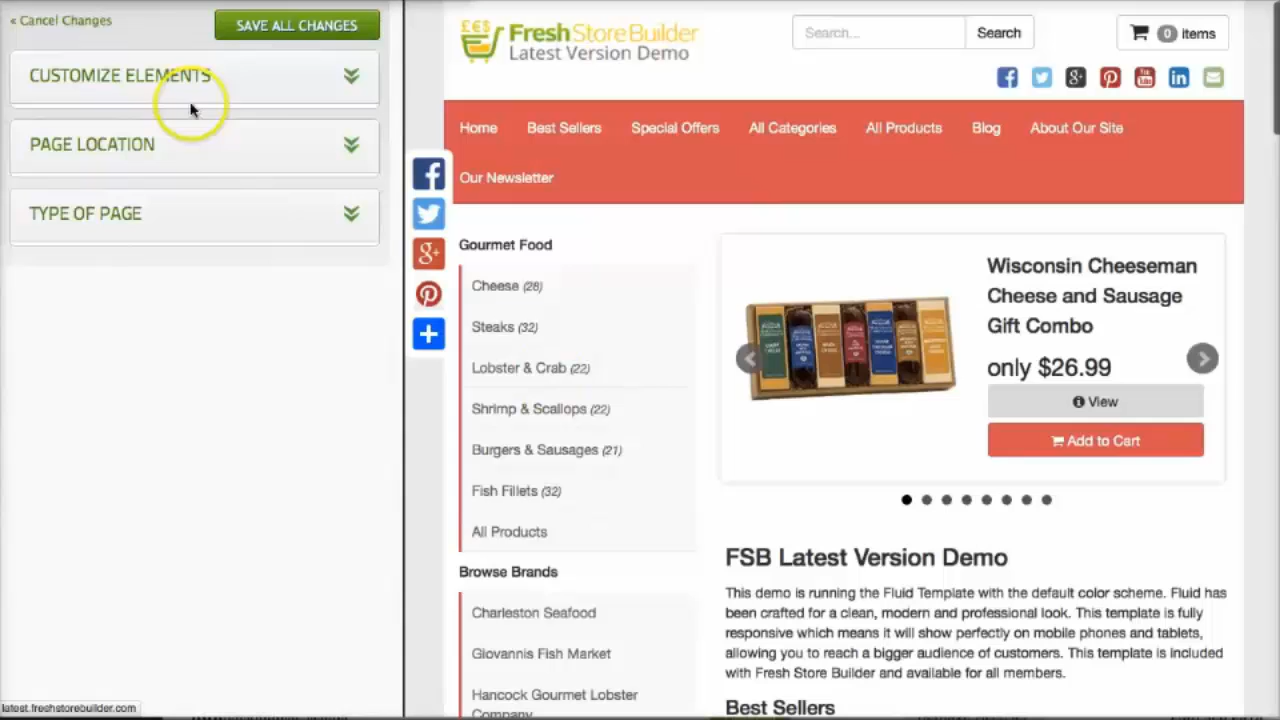 « Cancel Changes
SAVE ALL CHANGES
CUSTOMIZE ELEMENTS
PAGE LOCATION
TYPE OF PAGE
£€$ Fresh Store Builder
Latest Version Demo
Search...
Search
0 items
Home
Best Sellers
Special Offers
All Categories
All Products
Blog
About Our Site
Our Newsletter
Gourmet Food
Cheese (28)
Steaks (32)
Lobster & Crab (22)
Shrimp & Scallops (22)
Burgers & Sausages (21)
Fish Fillets (32)
All Products
Browse Brands
Charleston Seafood
Giovannis Fish Market
Hancock Gourmet Lobster
Company
Wisconsin Cheeseman
Cheese and Sausage
Gift Combo
only $26.99
View
Add to Cart
FSB Latest Version Demo
This demo is running the Fluid Template with the default color scheme. Fluid has
been crafted for a clean, modern and professional look. This template is fully
responsive which means it will show perfectly on mobile phones and tablets,
allowing you to reach a bigger audience of customers. This template is included
with Fresh Store Builder and available for all members.
Best Sellers
latest.freshstorebuilder.com